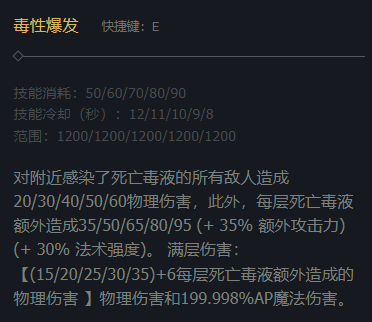 毒性爆发 快捷键：E
技能消耗：50/60/70/80/90
技能冷却（秒）：12/11/10/9/8
范围：1200/1200/1200/1200/1200
对附近感染了死亡毒液的所有敌人造成
20/30/40/50/60物理伤害，此外，每层死亡毒液
额外造成35/50/65/80/95 (+ 35% 额外攻击力)
(+ 30% 法术强度)。 满层伤害：
【(15/20/25/30/35)+6每层死亡毒液额外造成的
物理伤害 】物理伤害和199.998%AP魔法伤害。